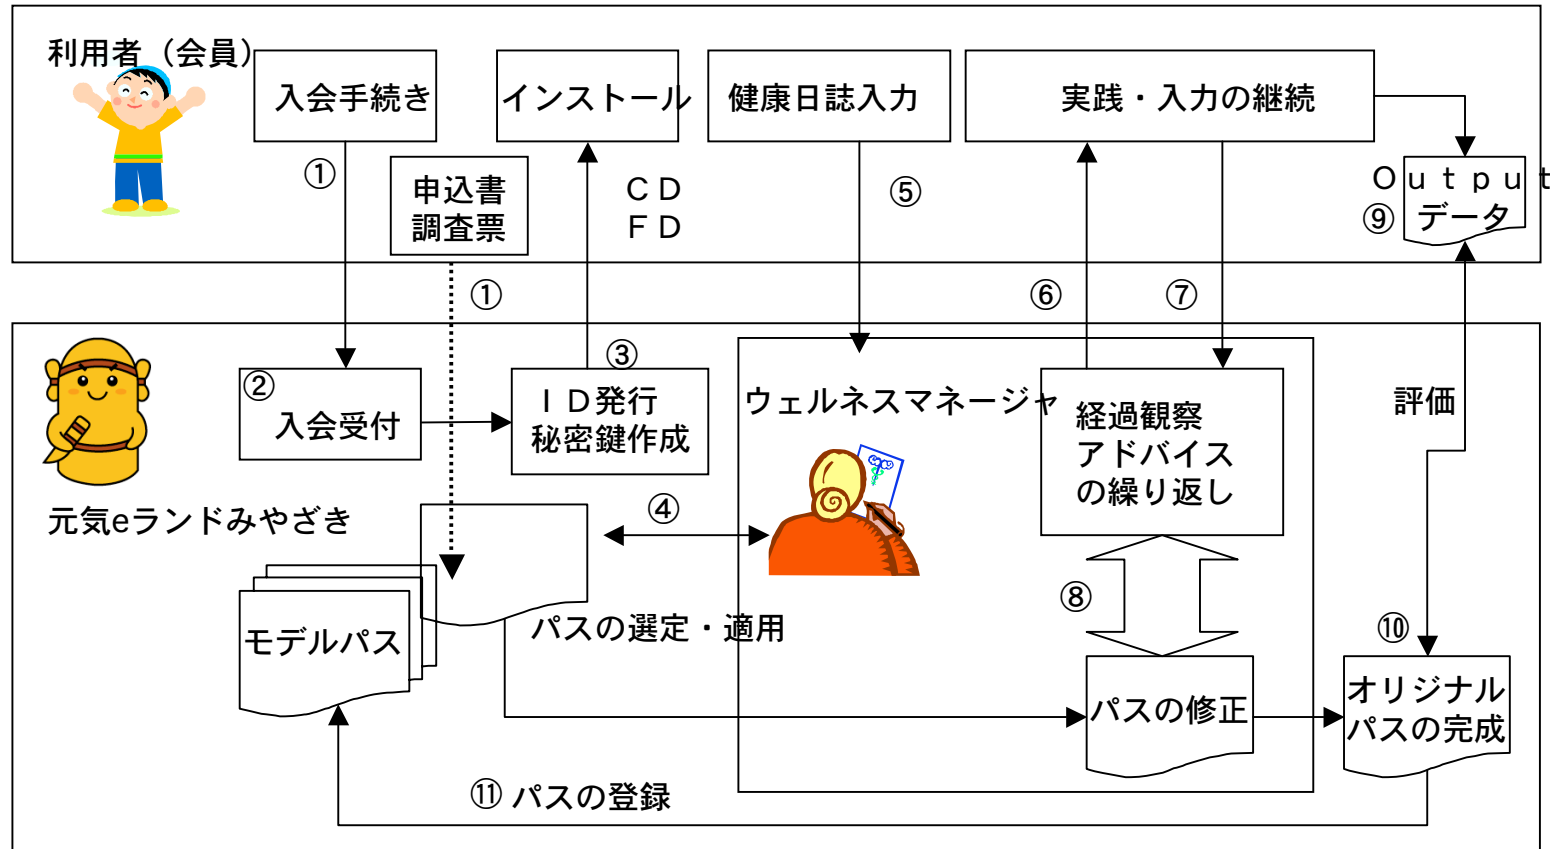 利用者（会員）
入会手続き
インストール
健康日誌入力
実践・入力の継続
①
申込書
調査票
ＣＤ
ＦＤ
⑤
Ｏｕｔｐｕｔ
データ
⑨
①
⑥
⑦
②
入会受付
③
ＩＤ発行
秘密鍵作成
ウェルネスマネージャ
経過観察
アドバイス
の繰り返し
評価
元気eランドみやざき
④
モデルパス
パスの選定・適用
⑧
パスの修正
⑩
オリジナル
パスの完成
⑪ パスの登録